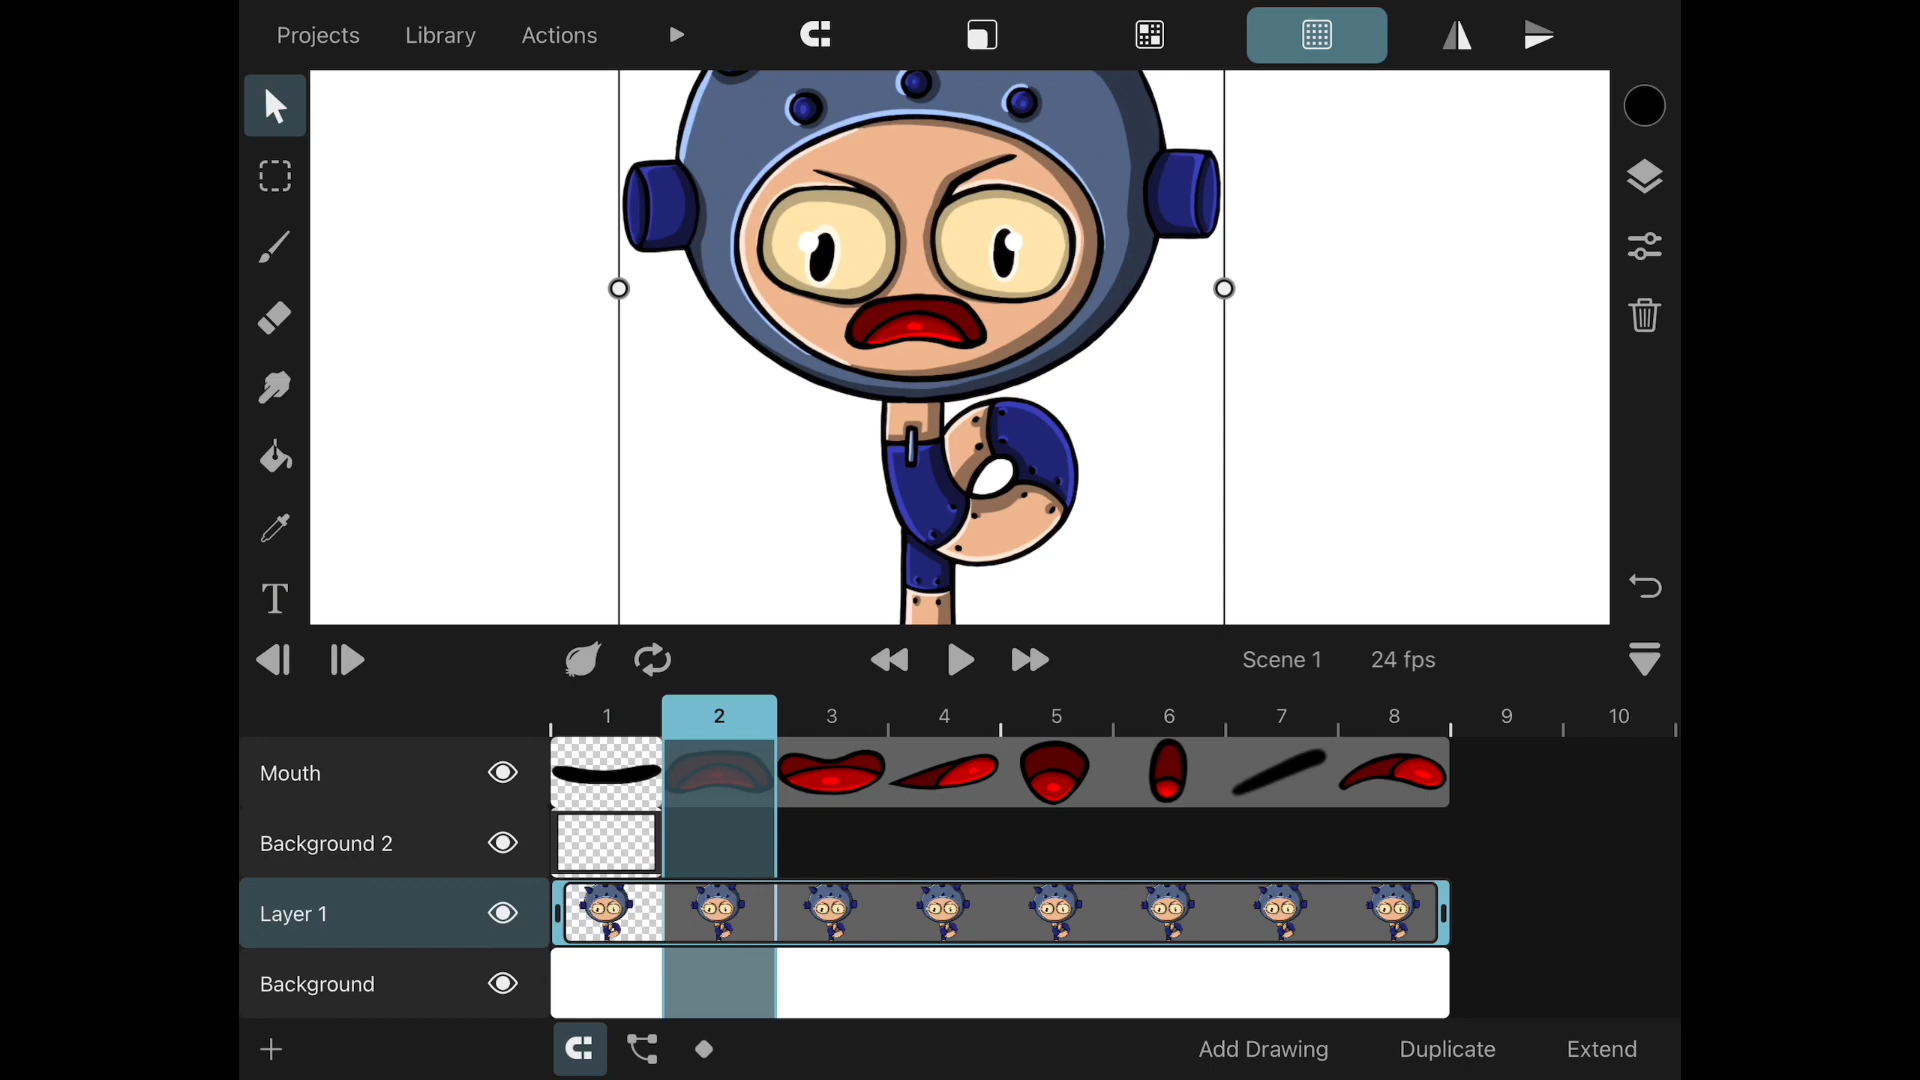 Projects Library Actions
T
Scene 1 24 fps
1 2 3 4 5 6 7 8 9 10
Mouth
Background 2
Layer 1
Background
Add Drawing Duplicate Extend